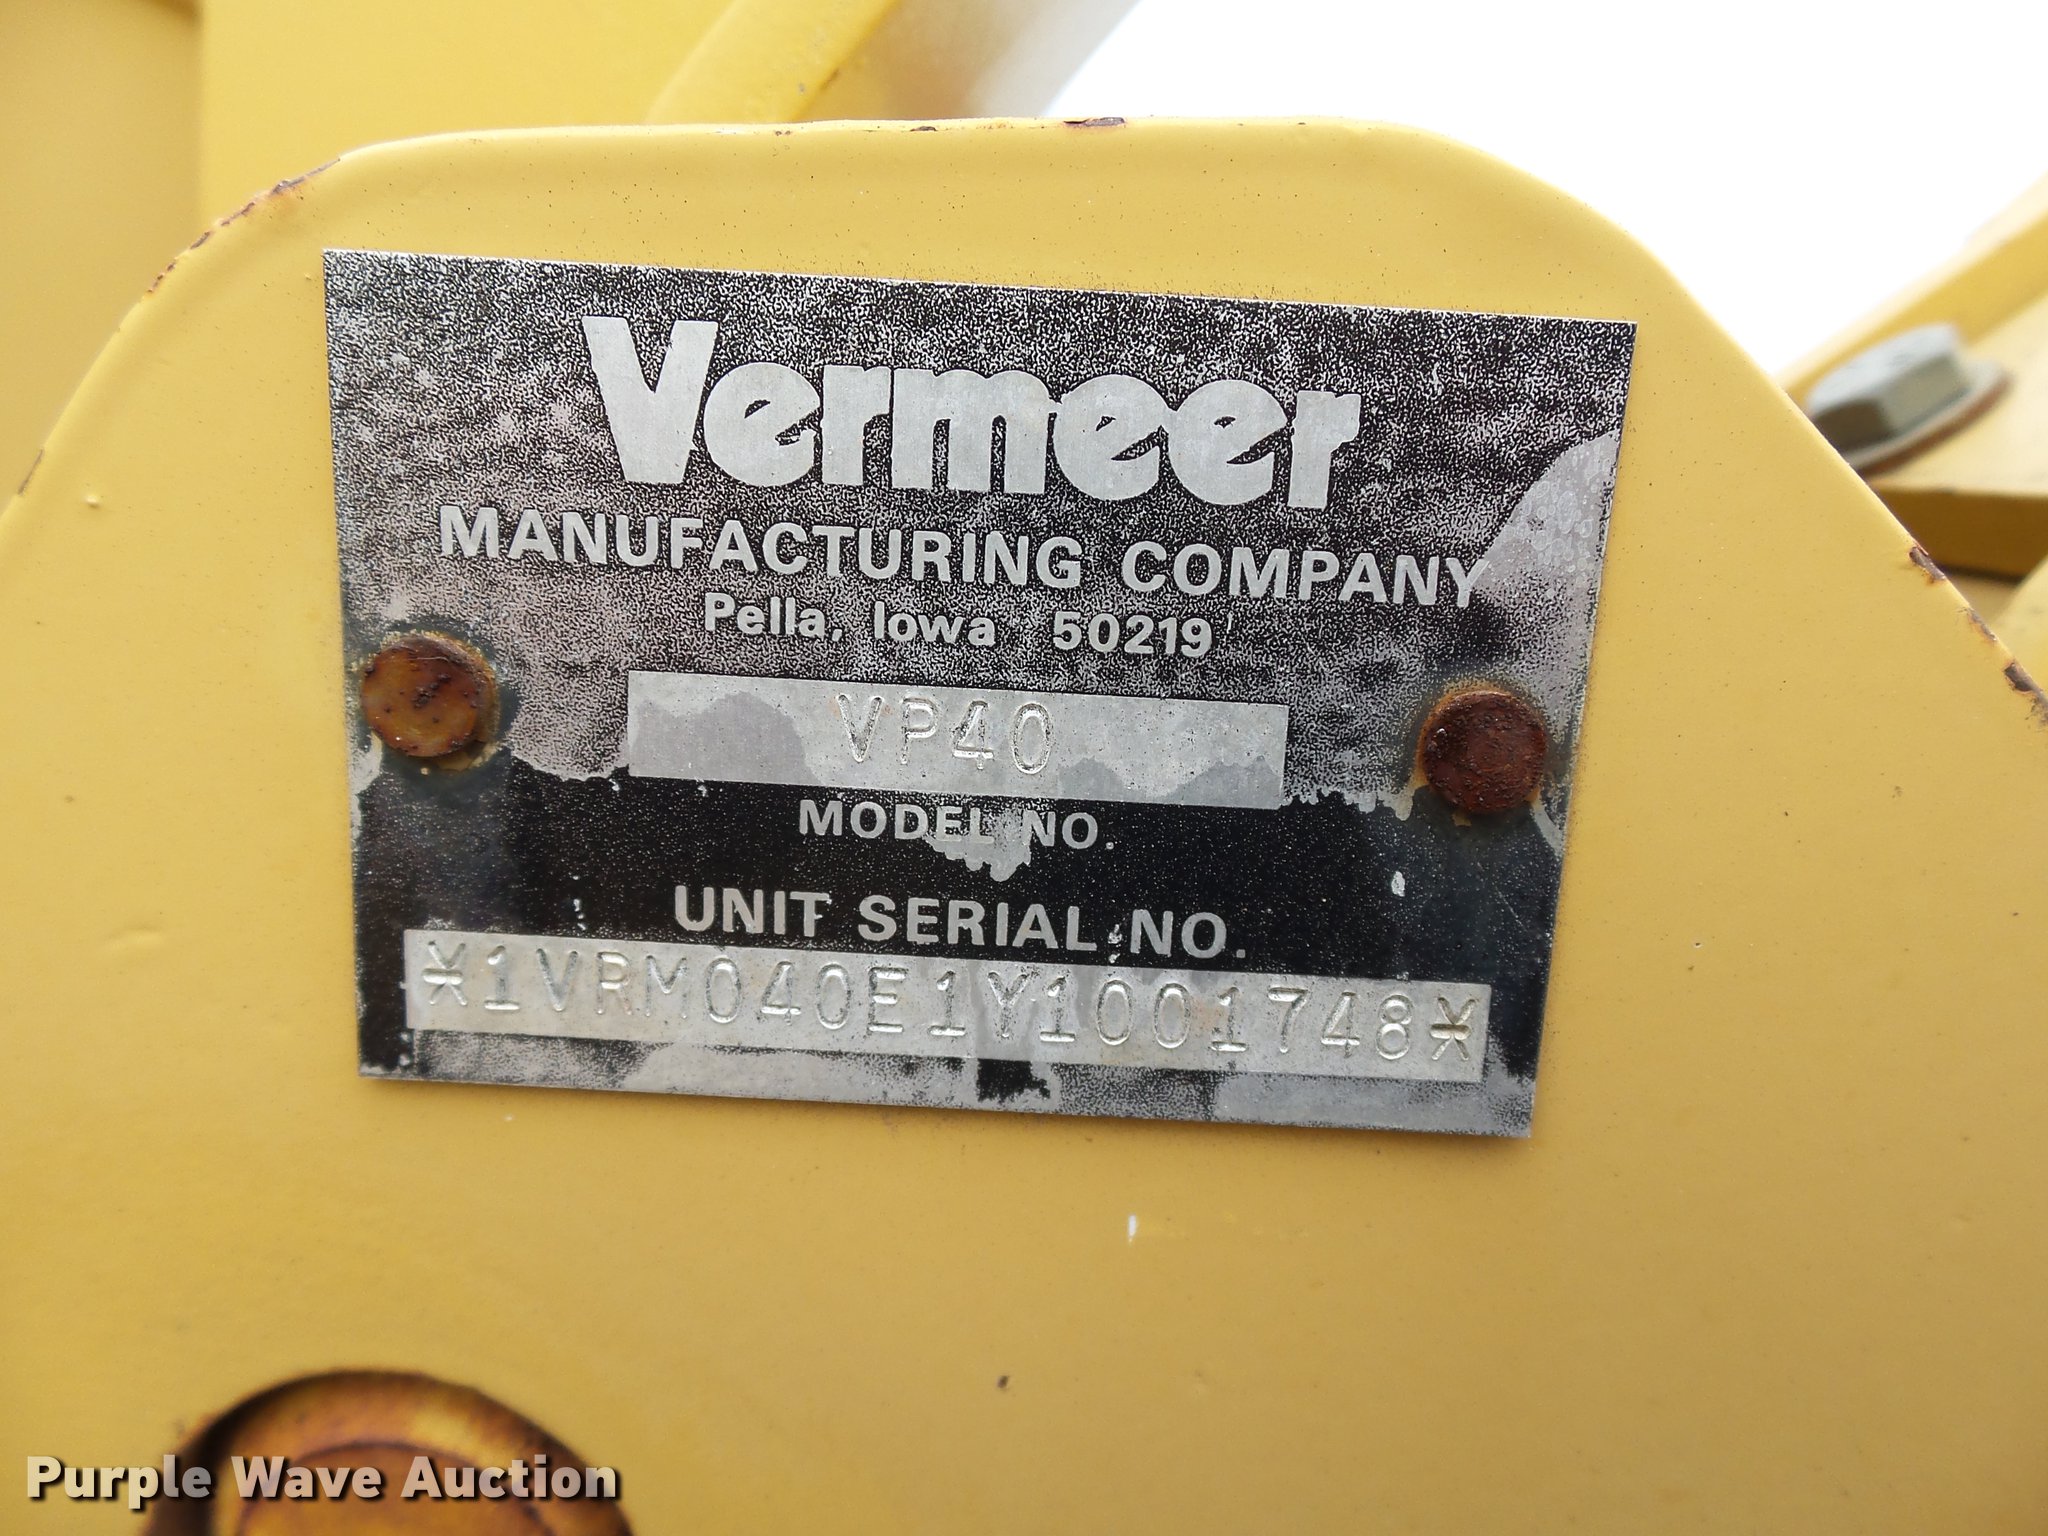 Vermeer
MANUFACTURING COMPANY
Pella, Iowa 50219
VP40
MODEL NO.
UNIT SERIAL NO.
*1VRM040E1Y1001748*
Purple Wave Auction